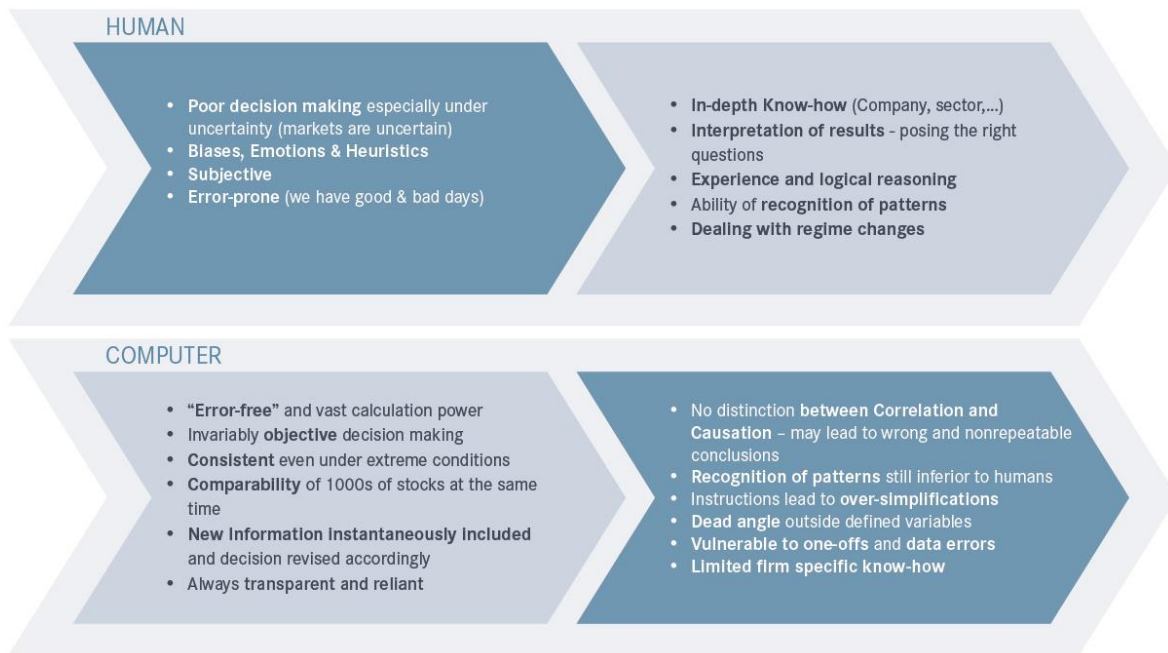 HUMAN
• Poor decision making especially under
uncertainty (markets are uncertain)
• Biases, Emotions & Heuristics
• Subjective
• Error-prone (we have good & bad days)
• In-depth Know-how (Company, sector,...)
• Interpretation of results - posing the right
questions
• Experience and logical reasoning
• Ability of recognition of patterns
• Dealing with regime changes
COMPUTER
• “Error-free” and vast calculation power
• Invariably objective decision making
• Consistent even under extreme conditions
• Comparability of 1000s of stocks at the same
time
• New Information instantaneously included
and decision revised accordingly
• Always transparent and reliant
• No distinction between Correlation and
Causation – may lead to wrong and nonrepeatable
conclusions
• Recognition of patterns still inferior to humans
• Instructions lead to over-simplifications
• Dead angle outside defined variables
• Vulnerable to one-offs and data errors
• Limited firm specific know-how